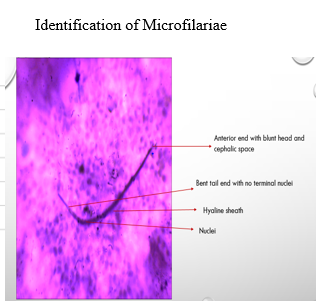 Identification of Microfilariae
Anterior end with blunt head and
cephalic space
Bent tail end with no terminal nuclei
Hyaline sheath
Nuclei